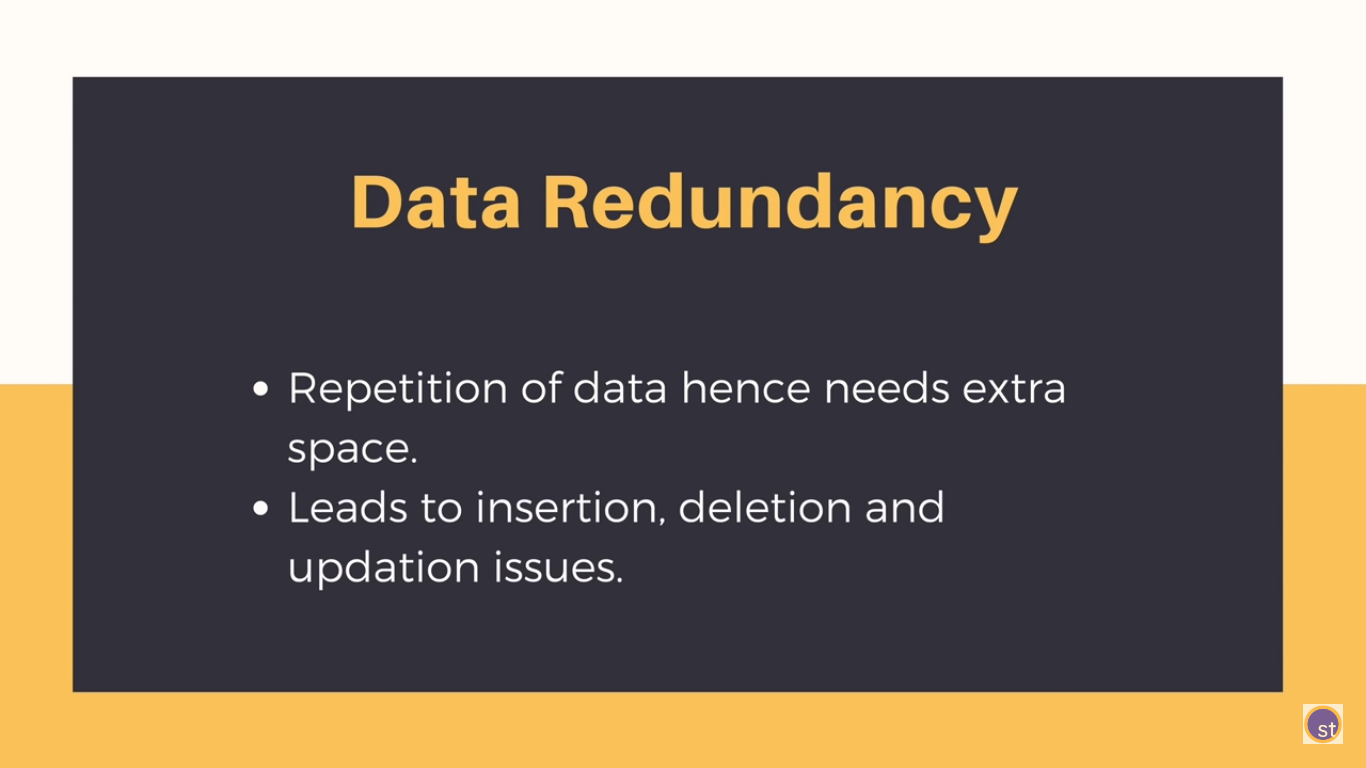 Data Redundancy
• Repetition of data hence needs extra
space.
• Leads to insertion, deletion and
updation issues.
st